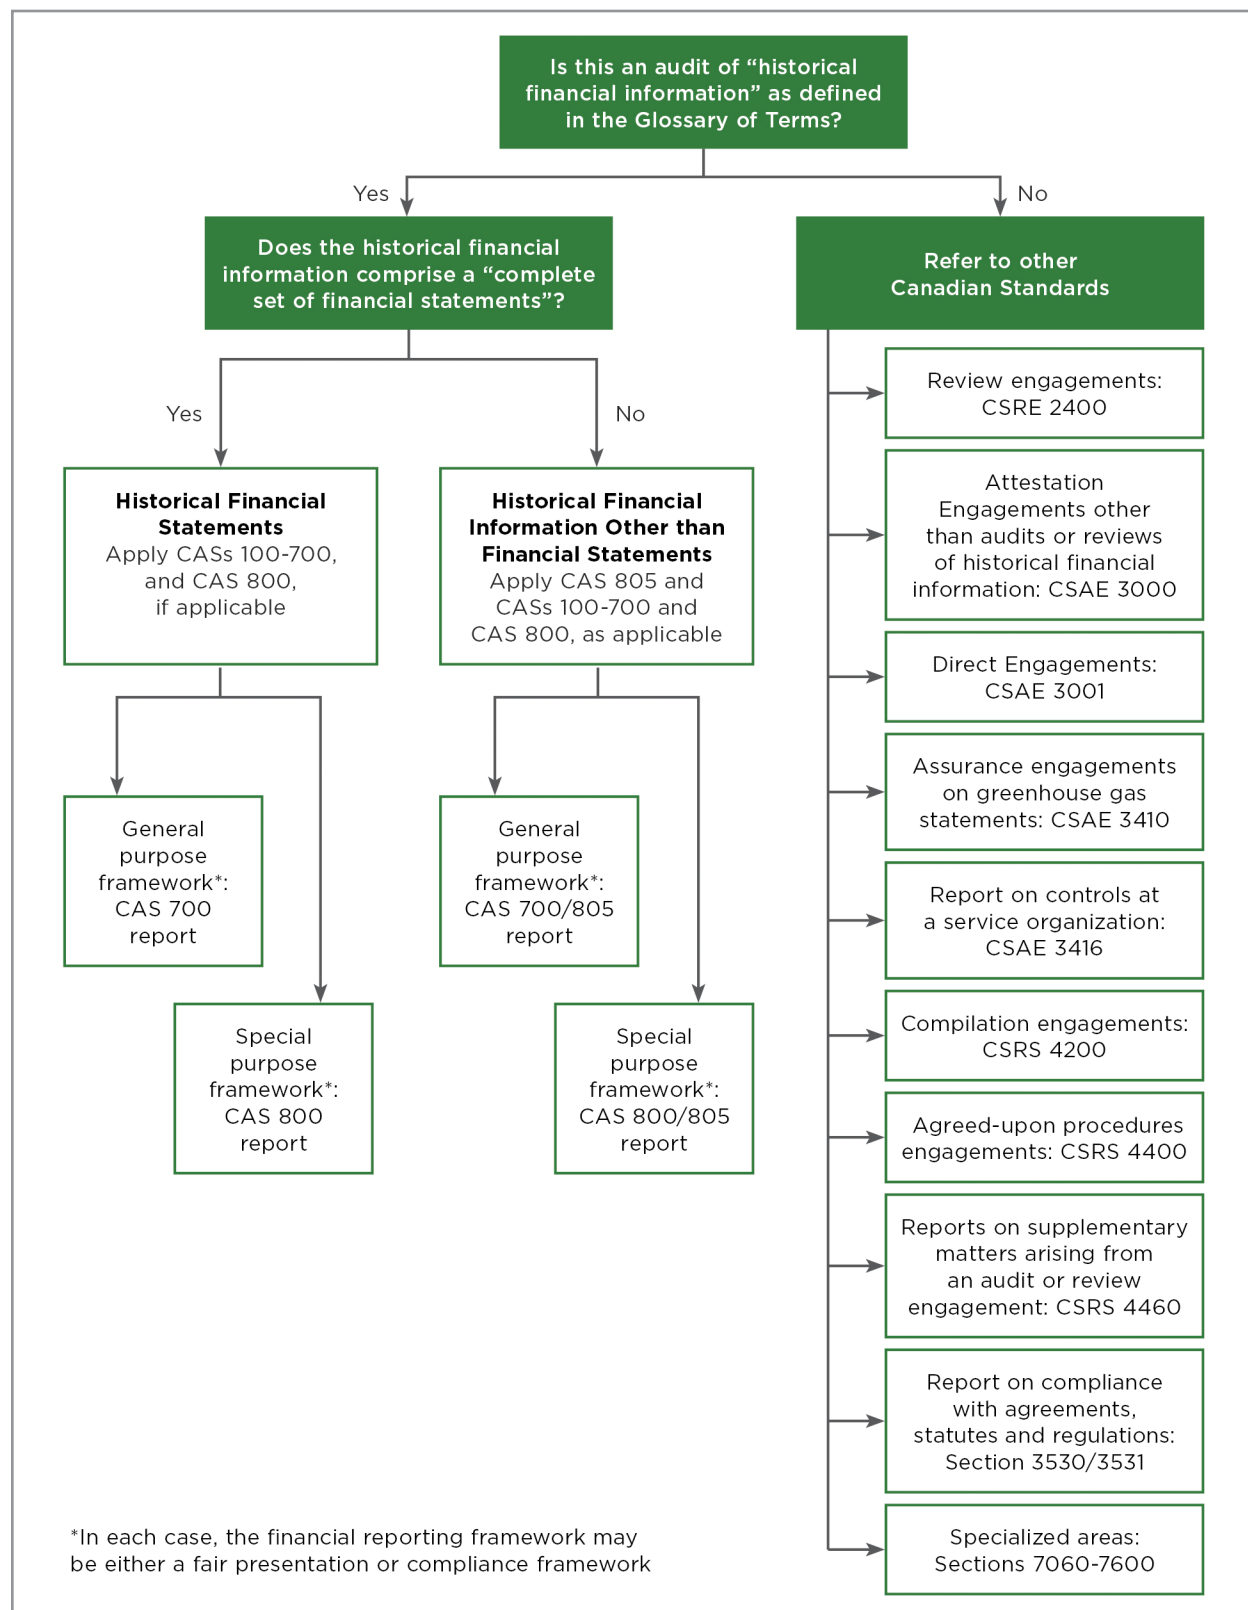 Is this an audit of “historical
financial information” as defined
in the Glossary of Terms?
Yes
No
Does the historical financial
information comprise a “complete
set of financial statements”?
Refer to other
Canadian Standards
Yes
No
Historical Financial
Statements
Apply CASs 100-700,
and CAS 800,
if applicable
Historical Financial
Information Other than
Financial Statements
Apply CAS 805 and
CASs 100-700 and
CAS 800, as applicable
General
purpose
framework*:
CAS 700
report
Special
purpose
framework*:
CAS 800
report
General
purpose
framework*:
CAS 700/805
report
Special
purpose
framework*:
CAS 800/805
report
Review engagements:
CSRE 2400
Attestation
Engagements other
than audits or reviews
of historical financial
information: CSAE 3000
Direct Engagements:
CSAE 3001
Assurance engagements
on greenhouse gas
statements: CSAE 3410
Report on controls at
a service organization:
CSAE 3416
Compilation engagements:
CSRS 4200
Agreed-upon procedures
engagements: CSRS 4400
Reports on supplementary
matters arising from
an audit or review
engagement: CSRS 4460
Report on compliance
with agreements,
statutes and regulations:
Section 3530/3531
Specialized areas:
Sections 7060-7600
*In each case, the financial reporting framework may
be either a fair presentation or compliance framework